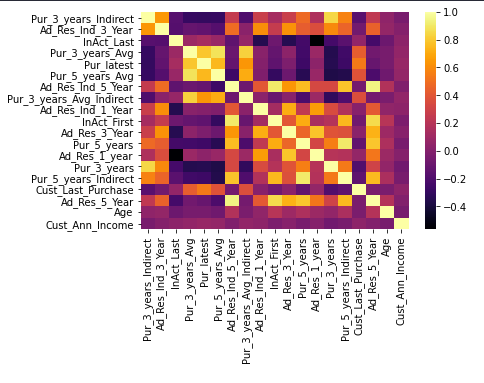 Pur_3_years_Indirect
Ad_Res_Ind_3_Year
InAct_Last
Pur_3_years_Avg
Pur_latest
Pur_5_years_Avg
Ad_Res_Ind_5_Year
Pur_3_years_Avg_Indirect
Ad_Res_Ind_1_Year
InAct_First
Ad_Res_3_Year
Pur_5_years
Ad_Res_1_year
Pur_3_years
Pur_5_years_Indirect
Cust_Last_Purchase
Ad_Res_5_Year
Age
Cust_Ann_Income
1.0
0.8
0.6
0.4
0.2
0.0
−0.2
−0.4
Pur_3_years_Indirect
Ad_Res_Ind_3_Year
InAct_Last
Pur_3_years_Avg
Pur_latest
Pur_5_years_Avg
Ad_Res_Ind_5_Year
Pur_3_years_Avg_Indirect
Ad_Res_Ind_1_Year
InAct_First
Ad_Res_3_Year
Pur_5_years
Ad_Res_1_year
Pur_3_years
Pur_5_years_Indirect
Cust_Last_Purchase
Ad_Res_5_Year
Age
Cust_Ann_Income